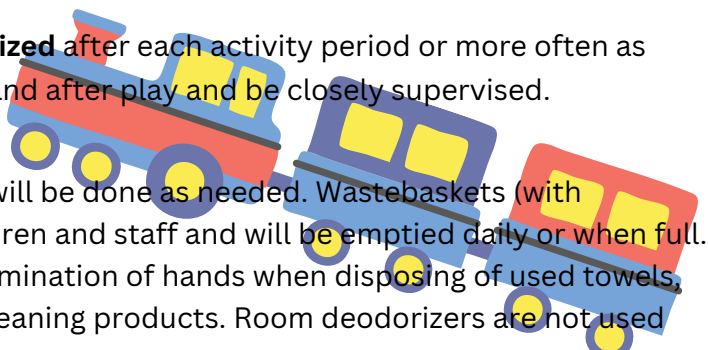 ized after each activity period or more often as
nd after play and be closely supervised.
will be done as needed. Wastebaskets (with
ren and staff and will be emptied daily or when full.
mination of hands when disposing of used towels,
eaning products. Room deodorizers are not used